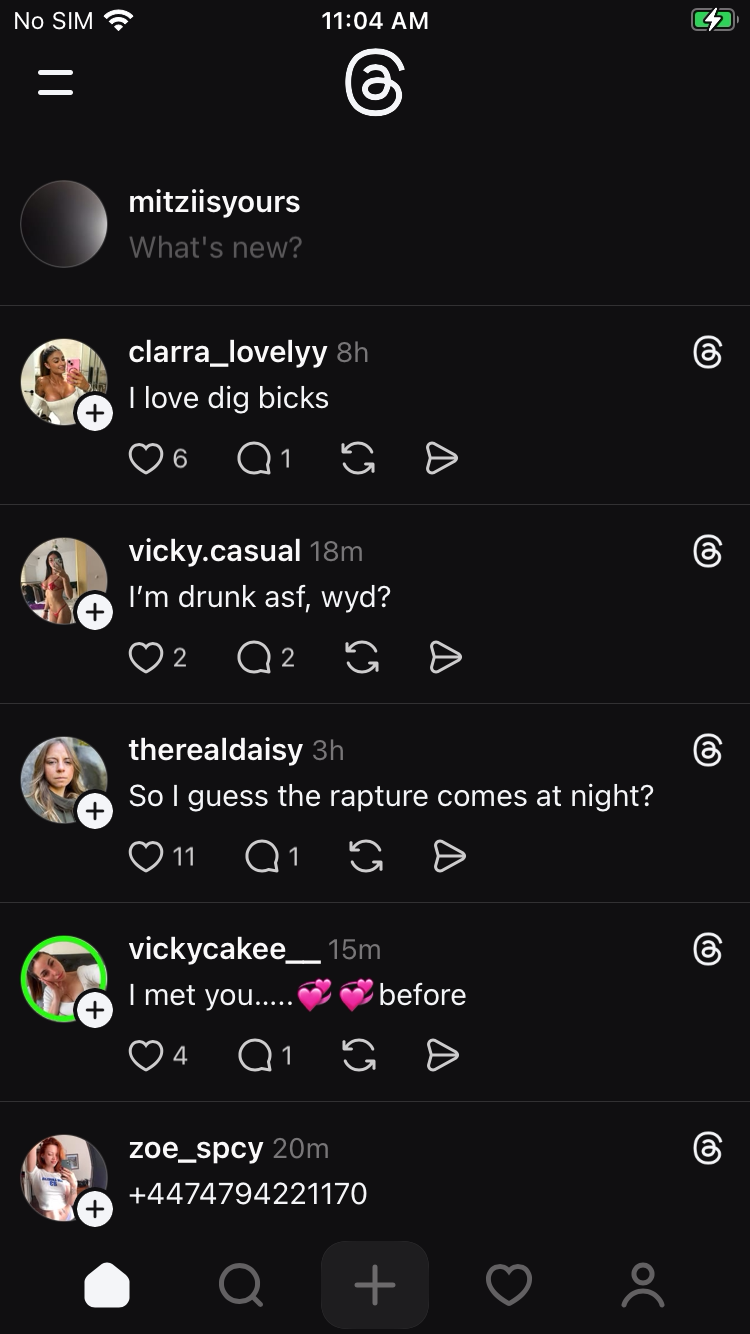 No SIM 11:04 AM
mitziisyours
What's new?
clarra_lovelyy 8h
I love dig bicks
6 1
vicky.casual 18m
I’m drunk asf, wyd?
2 2
therealdaisy 3h
So I guess the rapture comes at night?
11 1
vickycakee__ 15m
I met you.....💞 💞before
4 1
zoe_spcy 20m
+4474794221170